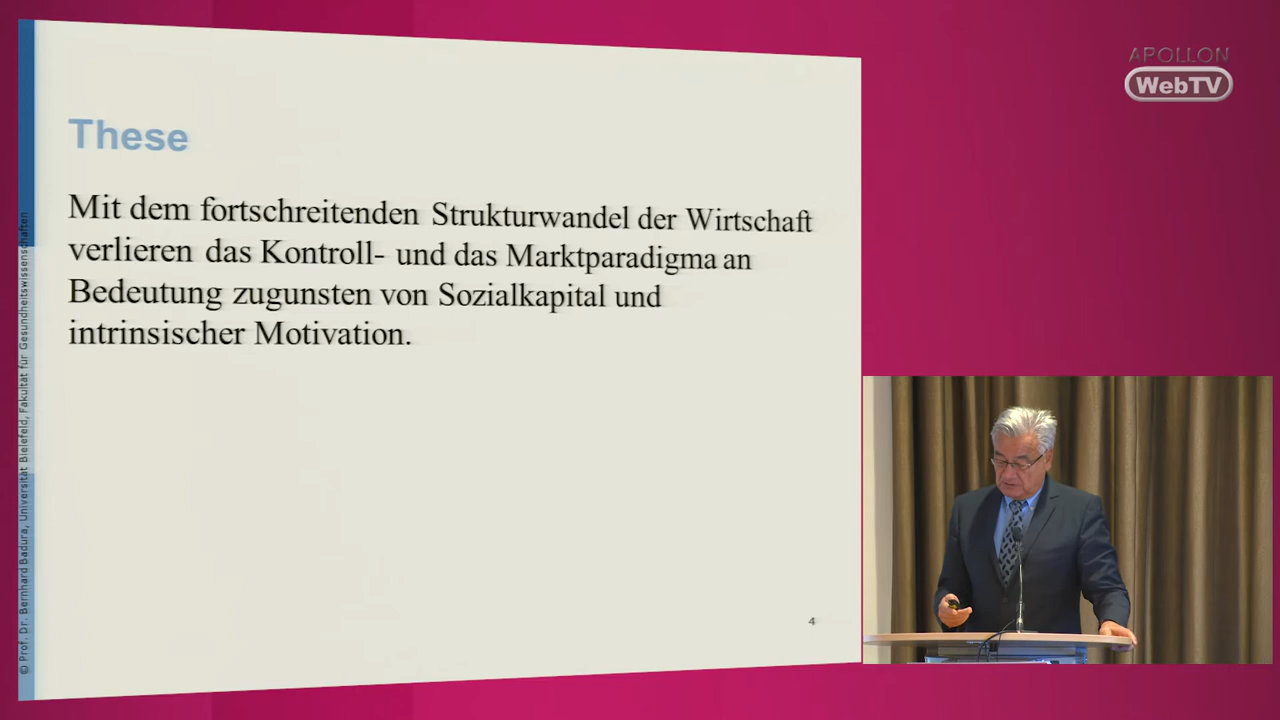 APOLLON
WebTV
These
Mit dem fortschreitenden Strukturwandel der Wirtschaft
verlieren das Kontroll- und das Marktparadigma an
Bedeutung zugunsten von Sozialkapital und
intrinsischer Motivation.
4
© Prof. Dr. Bernhard Badura, Universität Bielefeld, Fakultät für Gesundheitswissenschaften